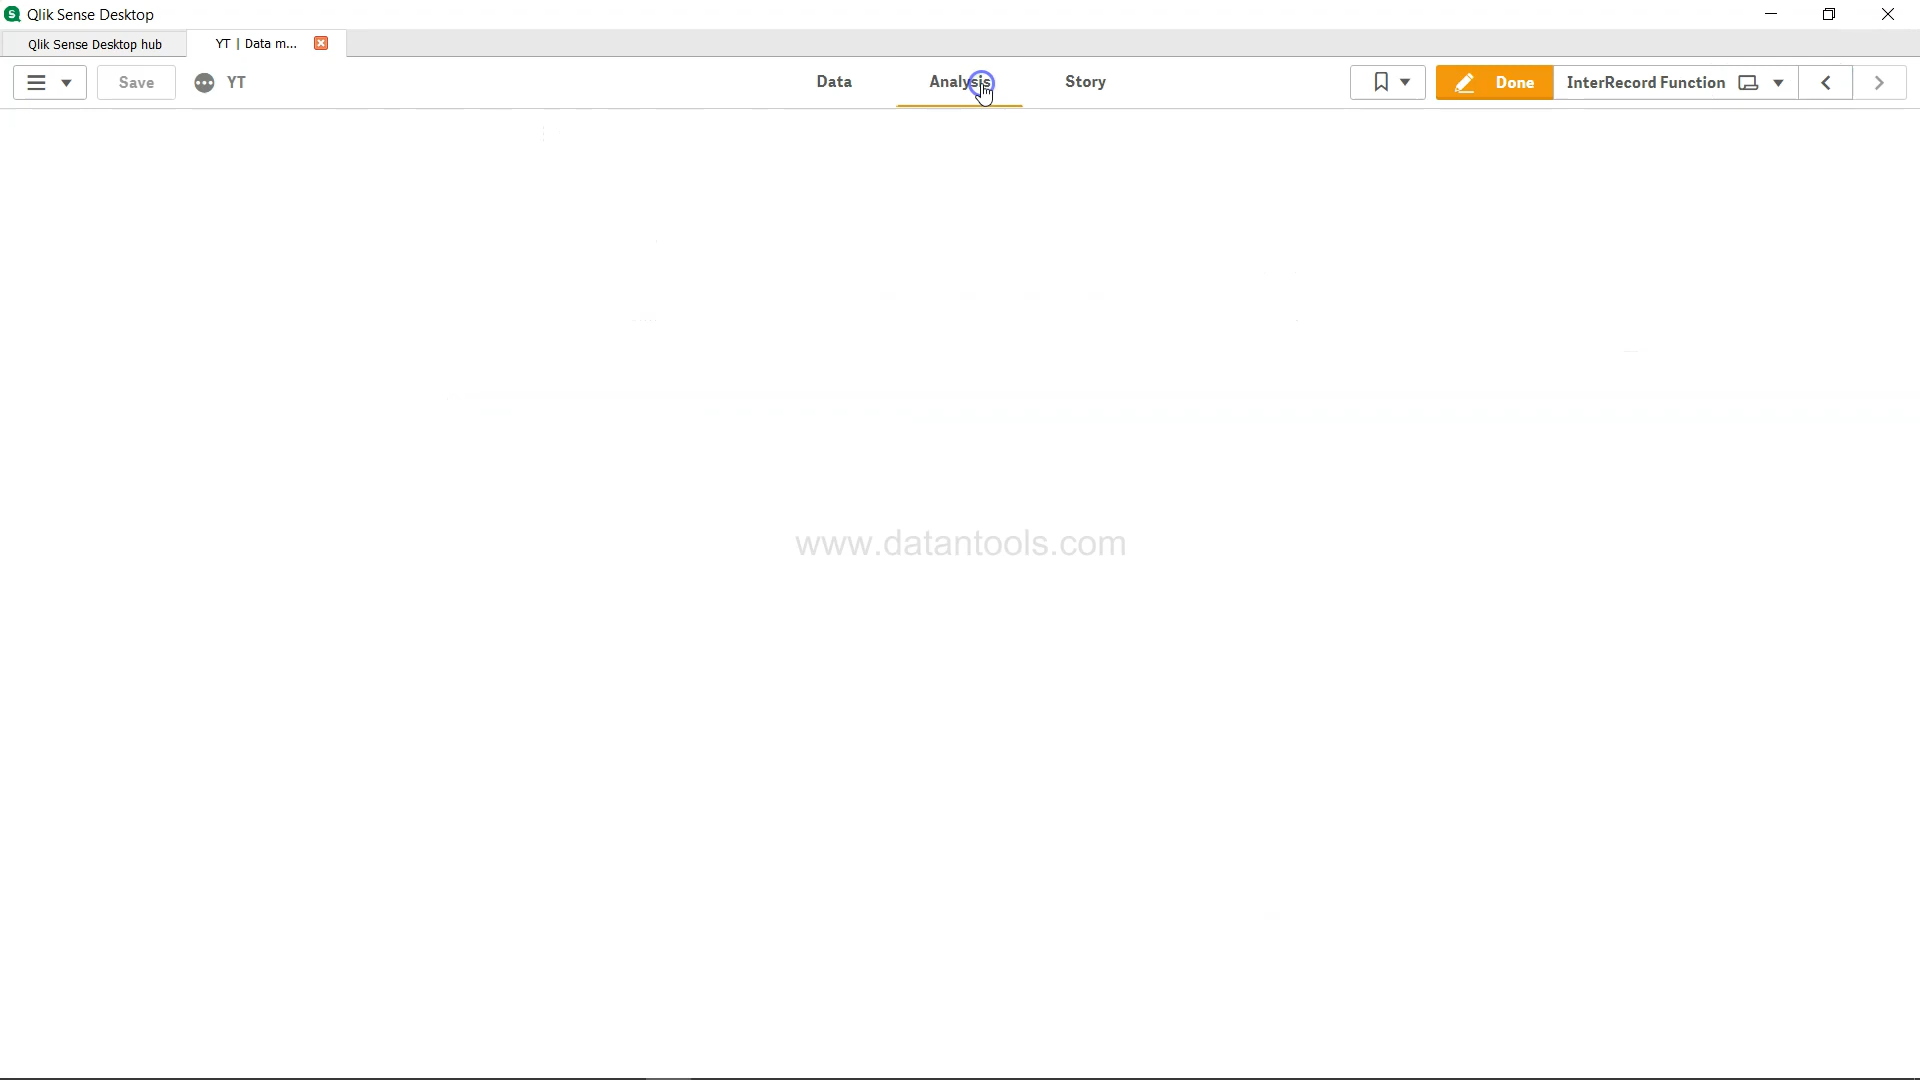 Qlik Sense Desktop
Qlik Sense Desktop hub
YT | Data m...
Save
YT
Data
Analysis
Story
Done
InterRecord Function
www.datantools.com